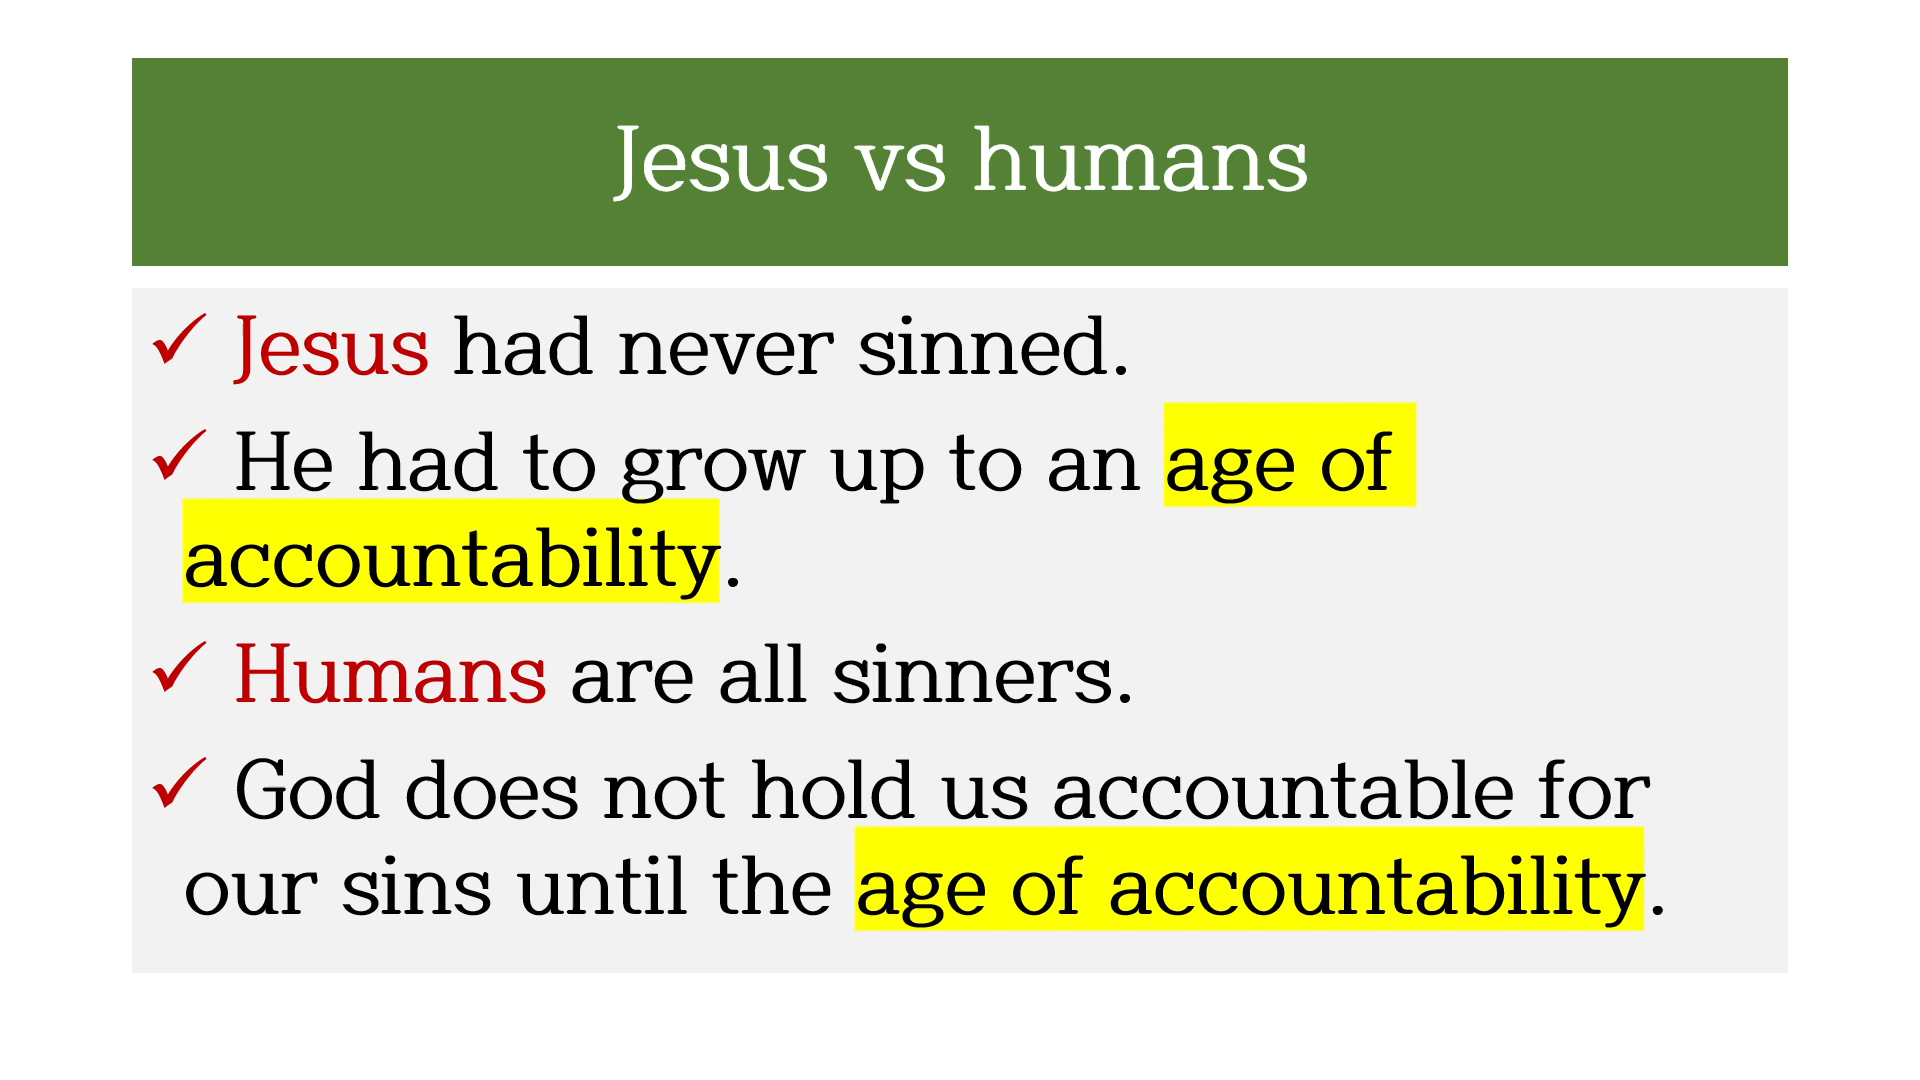 Jesus vs humans
✓ Jesus had never sinned.
✓ He had to grow up to an age of
accountability.
✓ Humans are all sinners.
✓ God does not hold us accountable for
our sins until the age of accountability.